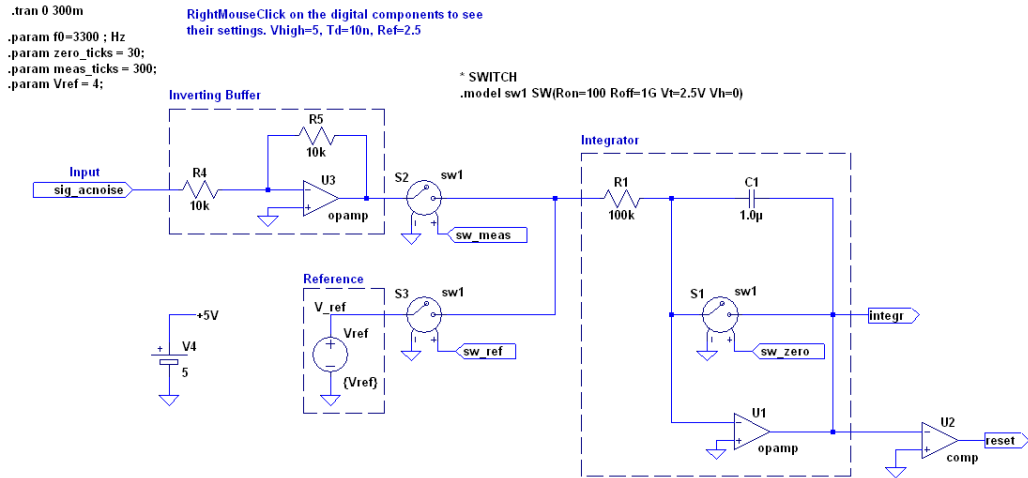 .tran 0 300m
.param f0=3300 ; Hz
.param zero_ticks = 30;
.param meas_ticks = 300;
.param Vref = 4;
RightMouseClick on the digital components to see
their settings. Vhigh=5, Td=10n, Ref=2.5
* SWITCH
.model sw1 SW(Ron=100 Roff=1G Vt=2.5V Vh=0)
Inverting Buffer
R5
10k
Input
sig_acnoise
R4
10k
U3
opamp
S2
sw1
sw_meas
Integrator
R1
100k
C1
1.0µ
S1
sw1
sw_zero
integr
U1
opamp
U2
comp
reset
Reference
V_ref
Vref
{Vref}
S3
sw1
sw_ref
+5V
V4
5